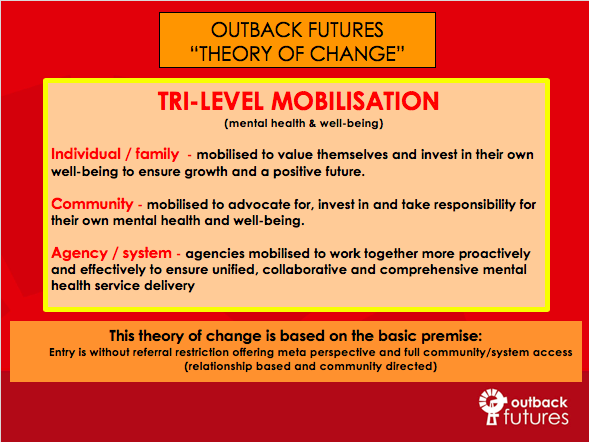 OUTBACK FUTURES
“THEORY OF CHANGE”
TRI-LEVEL MOBILISATION
(mental health & well-being)
Individual / family - mobilised to value themselves and invest in their own
well-being to ensure growth and a positive future.
Community - mobilised to advocate for, invest in and take responsibility for
their own mental health and well-being.
Agency / system - agencies mobilised to work together more proactively
and effectively to ensure unified, collaborative and comprehensive mental
health service delivery
This theory of change is based on the basic premise:
Entry is without referral restriction offering meta perspective and full community/system access
(relationship based and community directed)
outback
futures